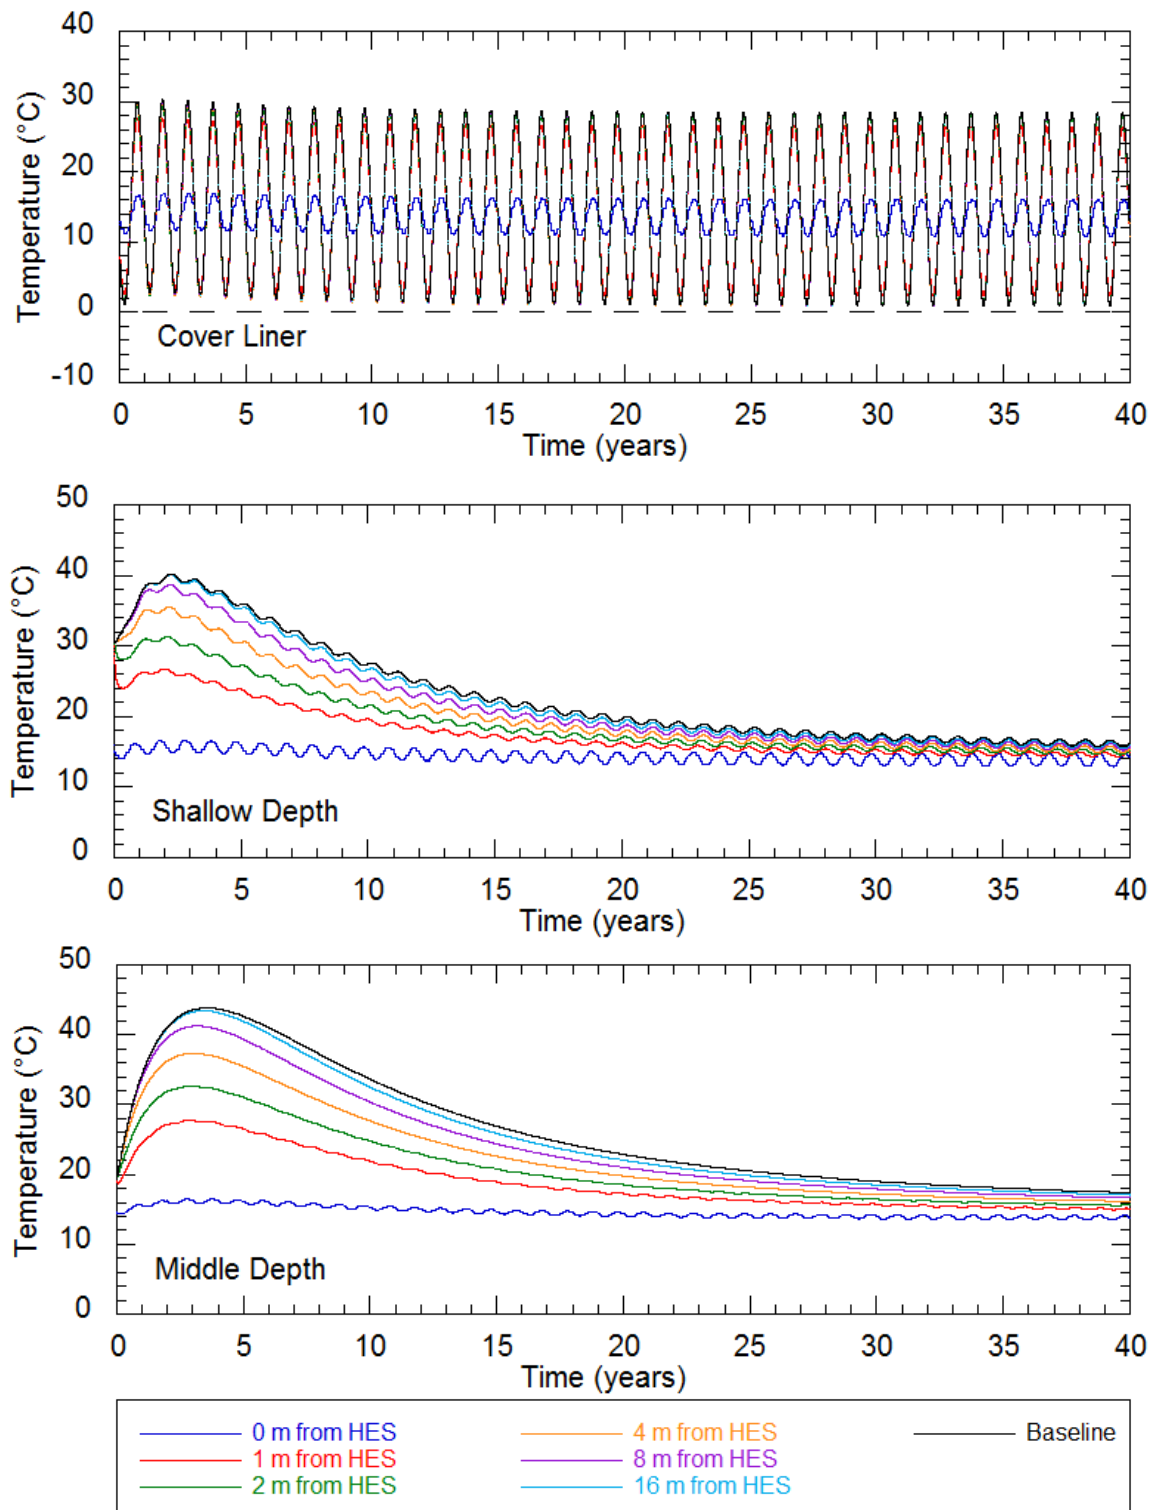 40
30
20
10
0
-10
Temperature (°C)
Cover Liner
0 5 10 15 20 25 30 35 40
Time (years)
50
40
30
20
10
0
Temperature (°C)
Shallow Depth
0 5 10 15 20 25 30 35 40
Time (years)
50
40
30
20
10
0
Temperature (°C)
Middle Depth
0 5 10 15 20 25 30 35 40
Time (years)
0 m from HES 4 m from HES Baseline
1 m from HES 8 m from HES
2 m from HES 16 m from HES